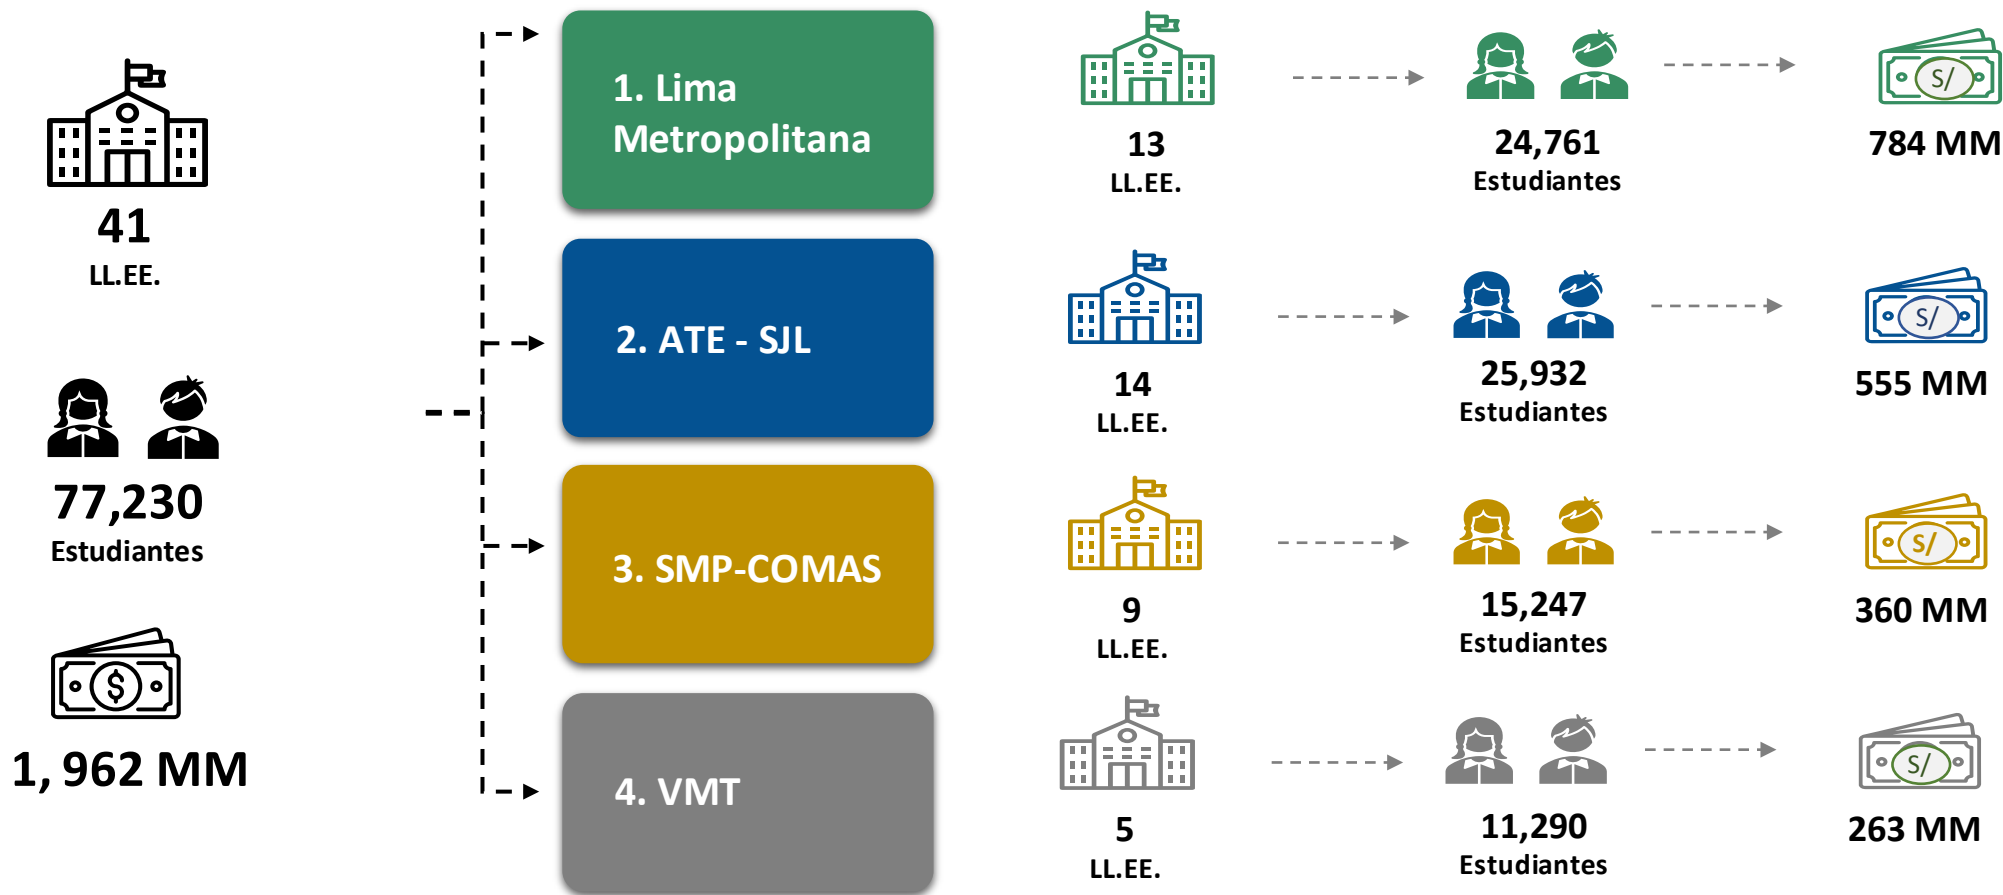 41
LL.EE.
77,230
Estudiantes
$
1, 962 MM
1. Lima
Metropolitana
13
LL.EE.
24,761
Estudiantes
S/
784 MM
2. ATE - SJL
14
LL.EE.
25,932
Estudiantes
S/
555 MM
3. SMP-COMAS
9
LL.EE.
15,247
Estudiantes
S/
360 MM
4. VMT
5
LL.EE.
11,290
Estudiantes
S/
263 MM